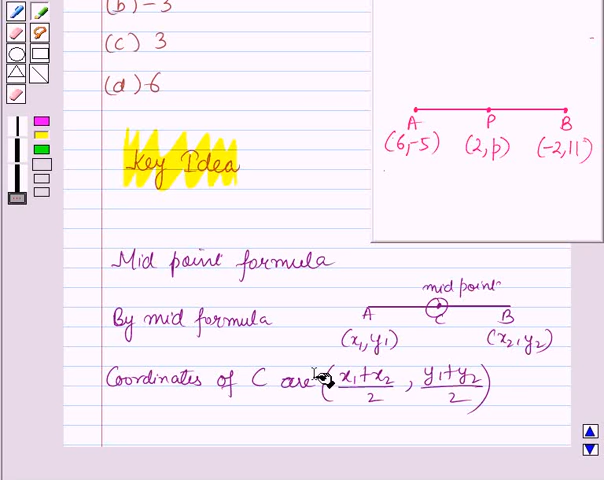 (b) -3
(c) 3
(d) 6
A P B
(6,-5) (2,p) (-2,11)
Key Idea
Mid point formula
mid point
By mid formula
A C B
(x₁,y₁) (x₂,y₂)
Coordinates of C are (x₁+x₂/2 , y₁+y₂/2)